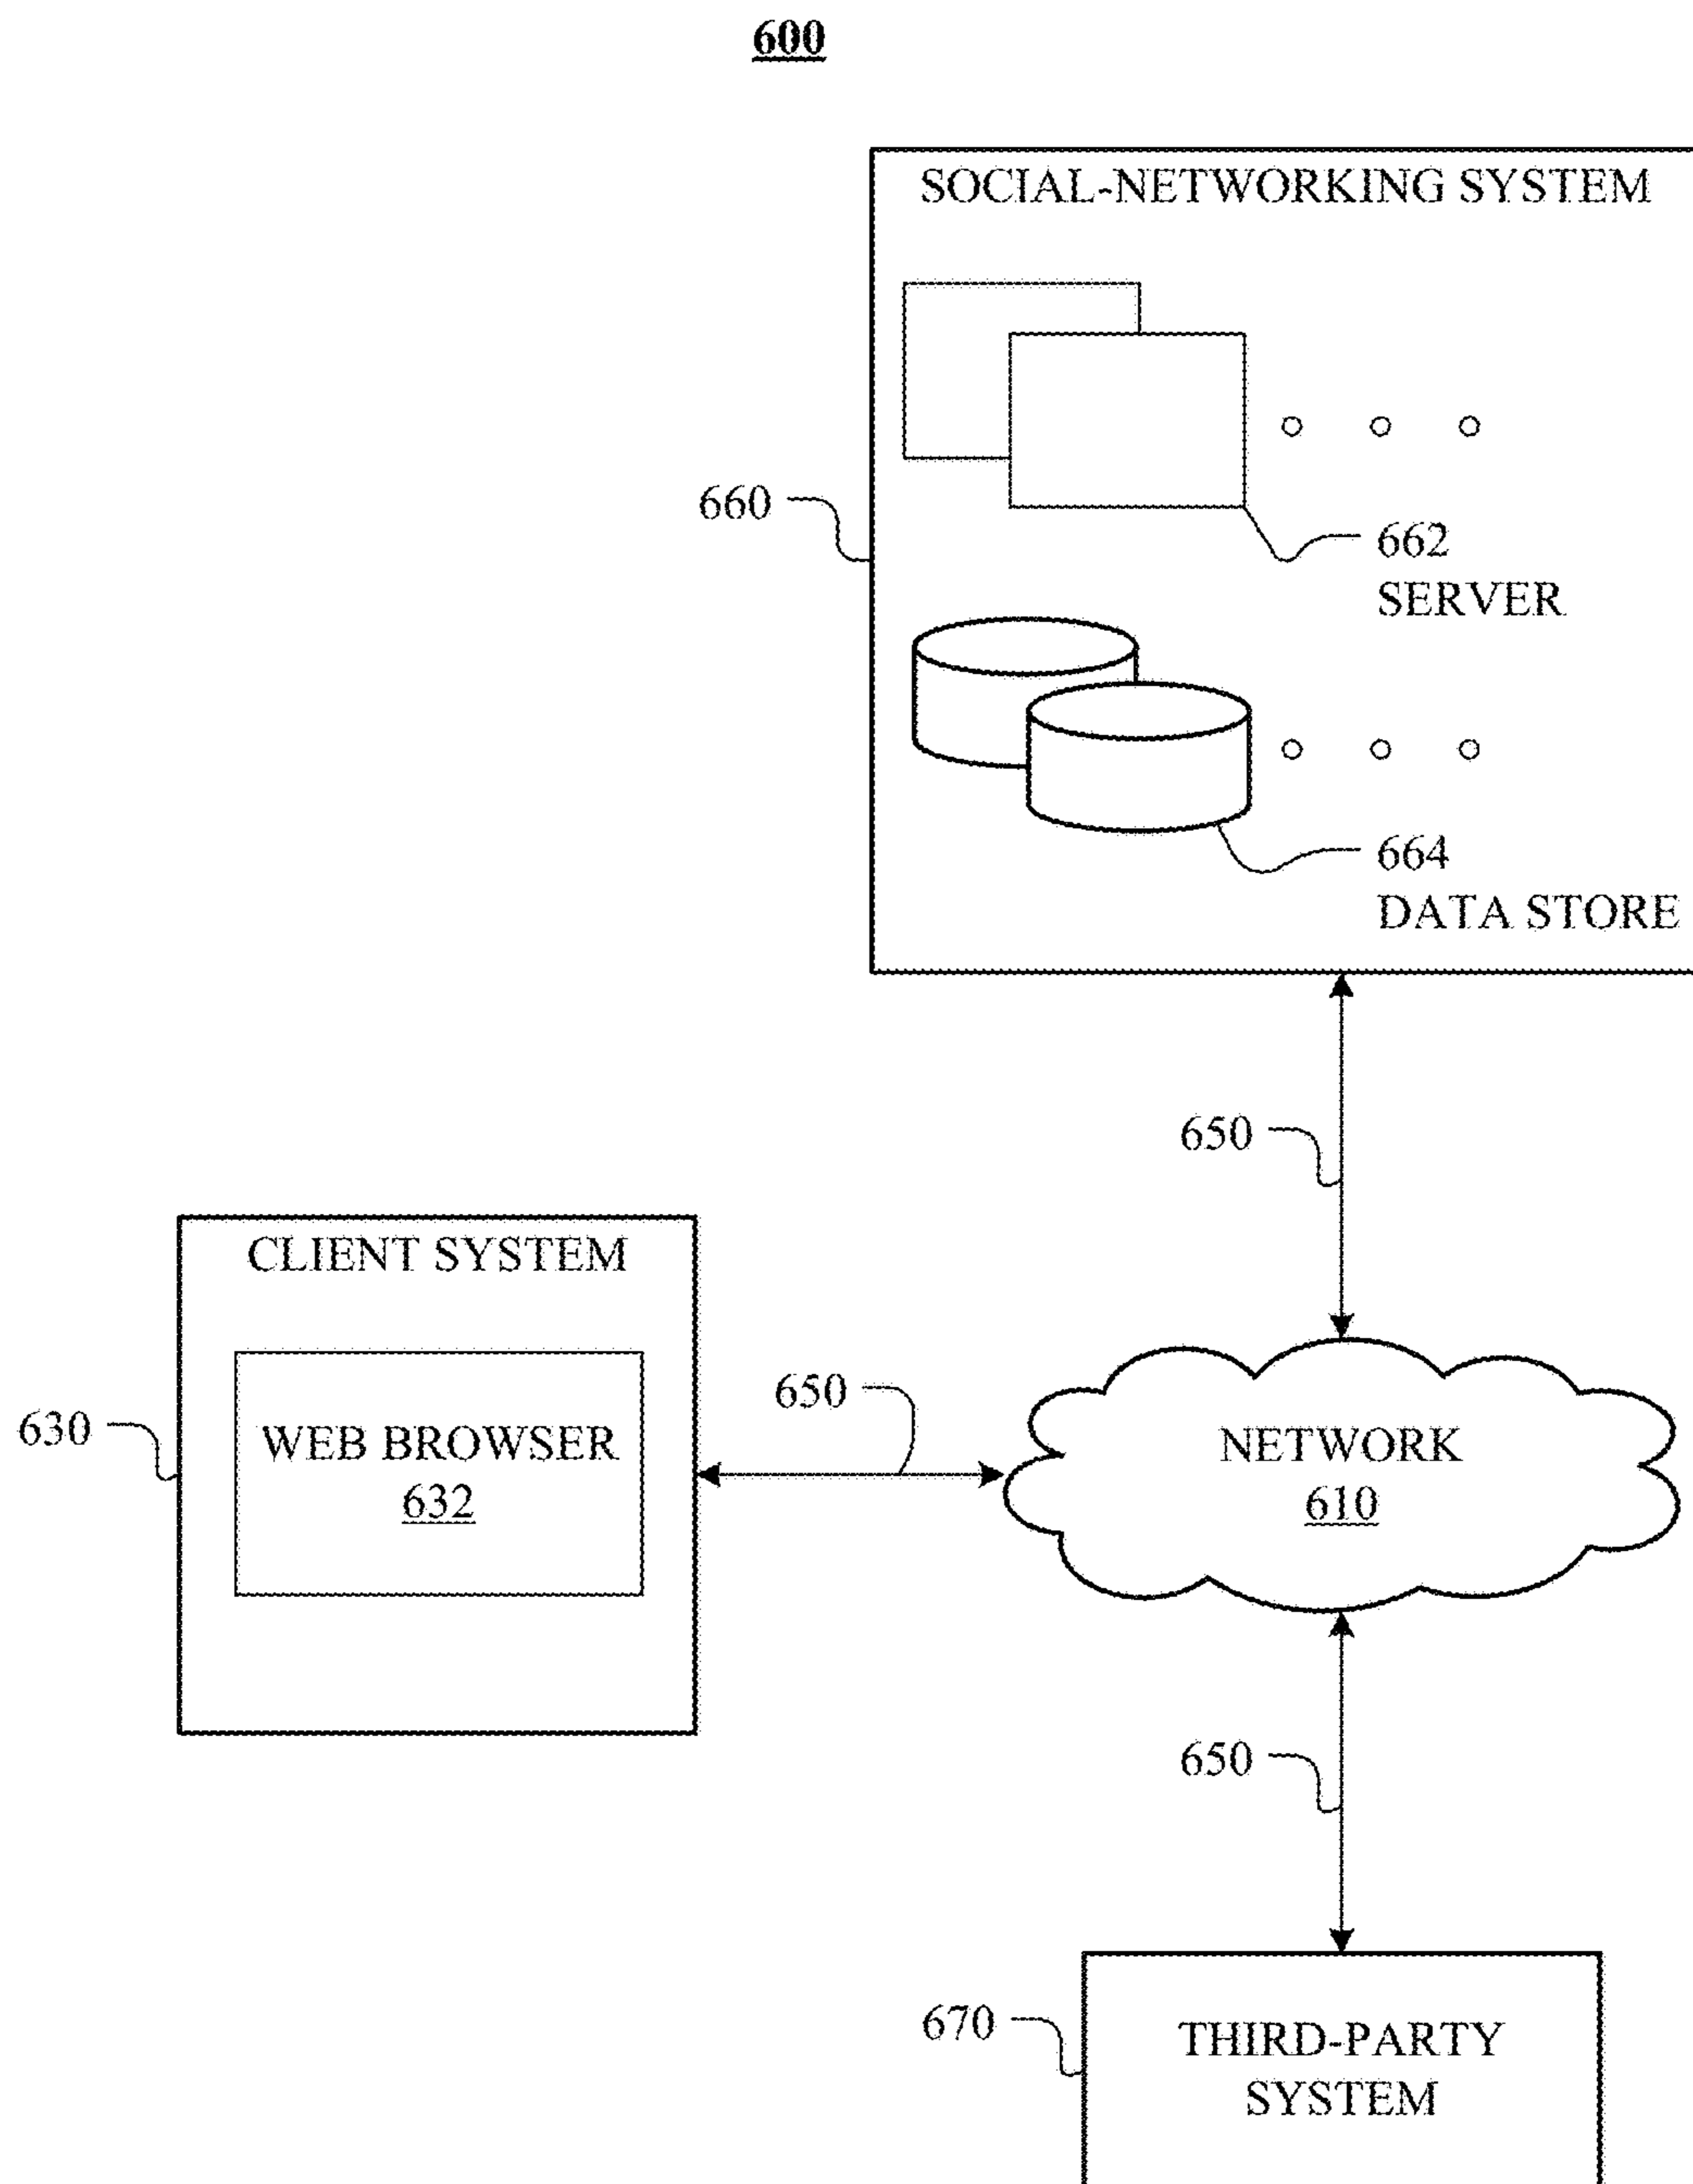 600
SOCIAL-NETWORKING SYSTEM
660
662
SERVER
664
DATA STORE
650
CLIENT SYSTEM
630
WEB BROWSER
632
650
NETWORK
610
650
670
THIRD-PARTY
SYSTEM